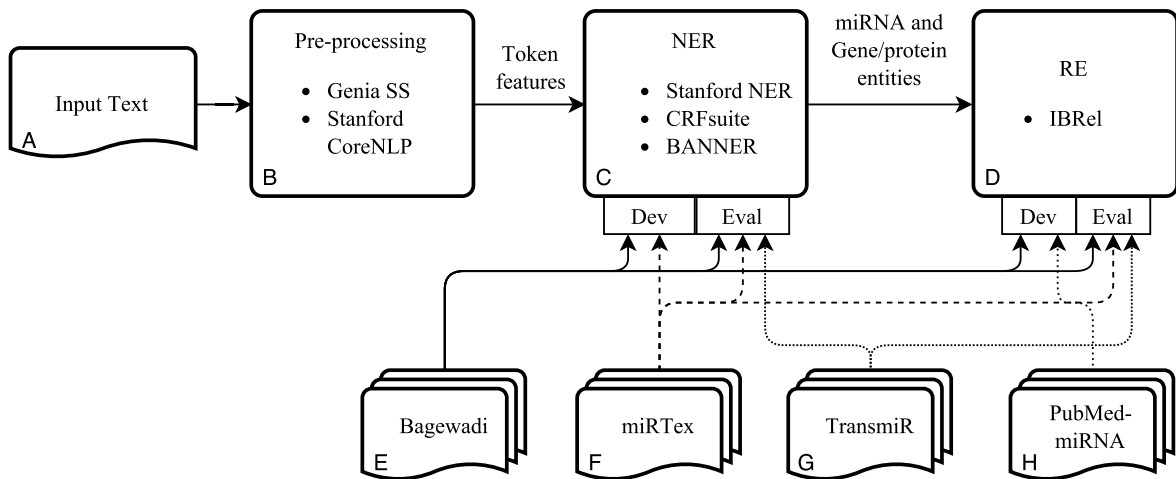 Input Text
A
Pre-processing
• Genia SS
• Stanford
CoreNLP
B
Token
features
NER
• Stanford NER
• CRFsuite
• BANNER
C
miRNA and
Gene/protein
entities
RE
• IBRel
D
Dev
Eval
Dev
Eval
Bagewadi
E
miRTex
F
TransmiR
G
PubMed-
miRNA
H